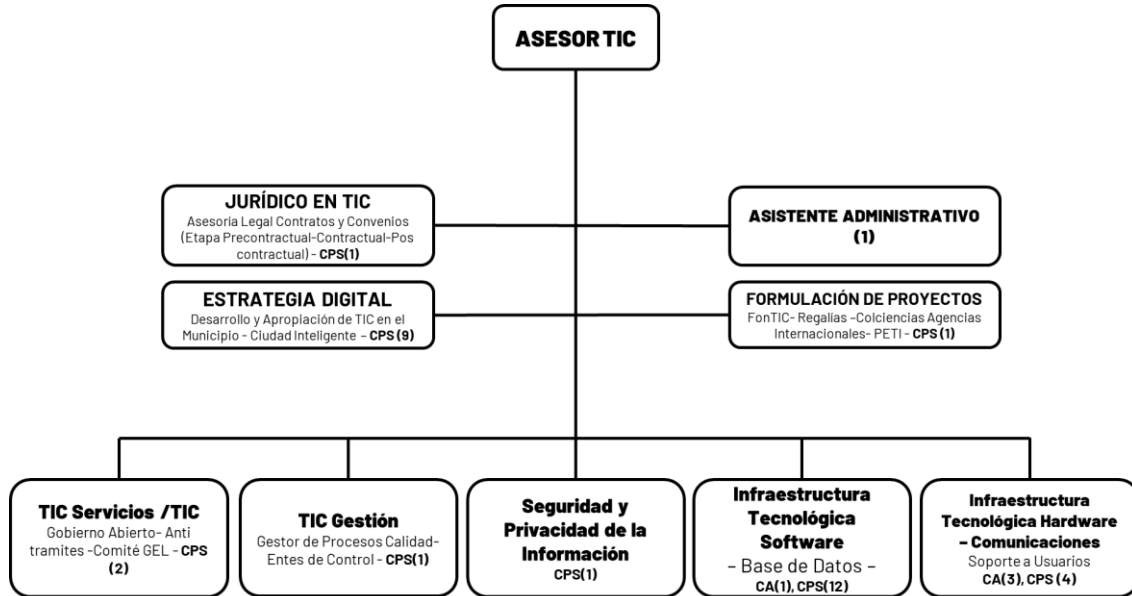 ASESOR TIC
JURÍDICO EN TIC
Asesoría Legal Contratos y Convenios
(Etapa Precontractual-Contractual-Pos
contractual) - CPS(1)
ASISTENTE ADMINISTRATIVO
(1)
ESTRATEGIA DIGITAL
Desarrollo y Apropiación de TIC en el
Municipio - Ciudad Inteligente – CPS (9)
FORMULACIÓN DE PROYECTOS
FonTIC- Regalías –Colciencias Agencias
Internacionales- PETI - CPS (1)
TIC Servicios /TIC
Gobierno Abierto- Anti
tramites -Comité GEL - CPS
(2)
TIC Gestión
Gestor de Procesos Calidad-
Entes de Control - CPS(1)
Seguridad y
Privacidad de la
Información
CPS(1)
Infraestructura
Tecnológica
Software
– Base de Datos –
CA(1), CPS(12)
Infraestructura
Tecnológica Hardware
– Comunicaciones
Soporte a Usuarios
CA(3), CPS (4)